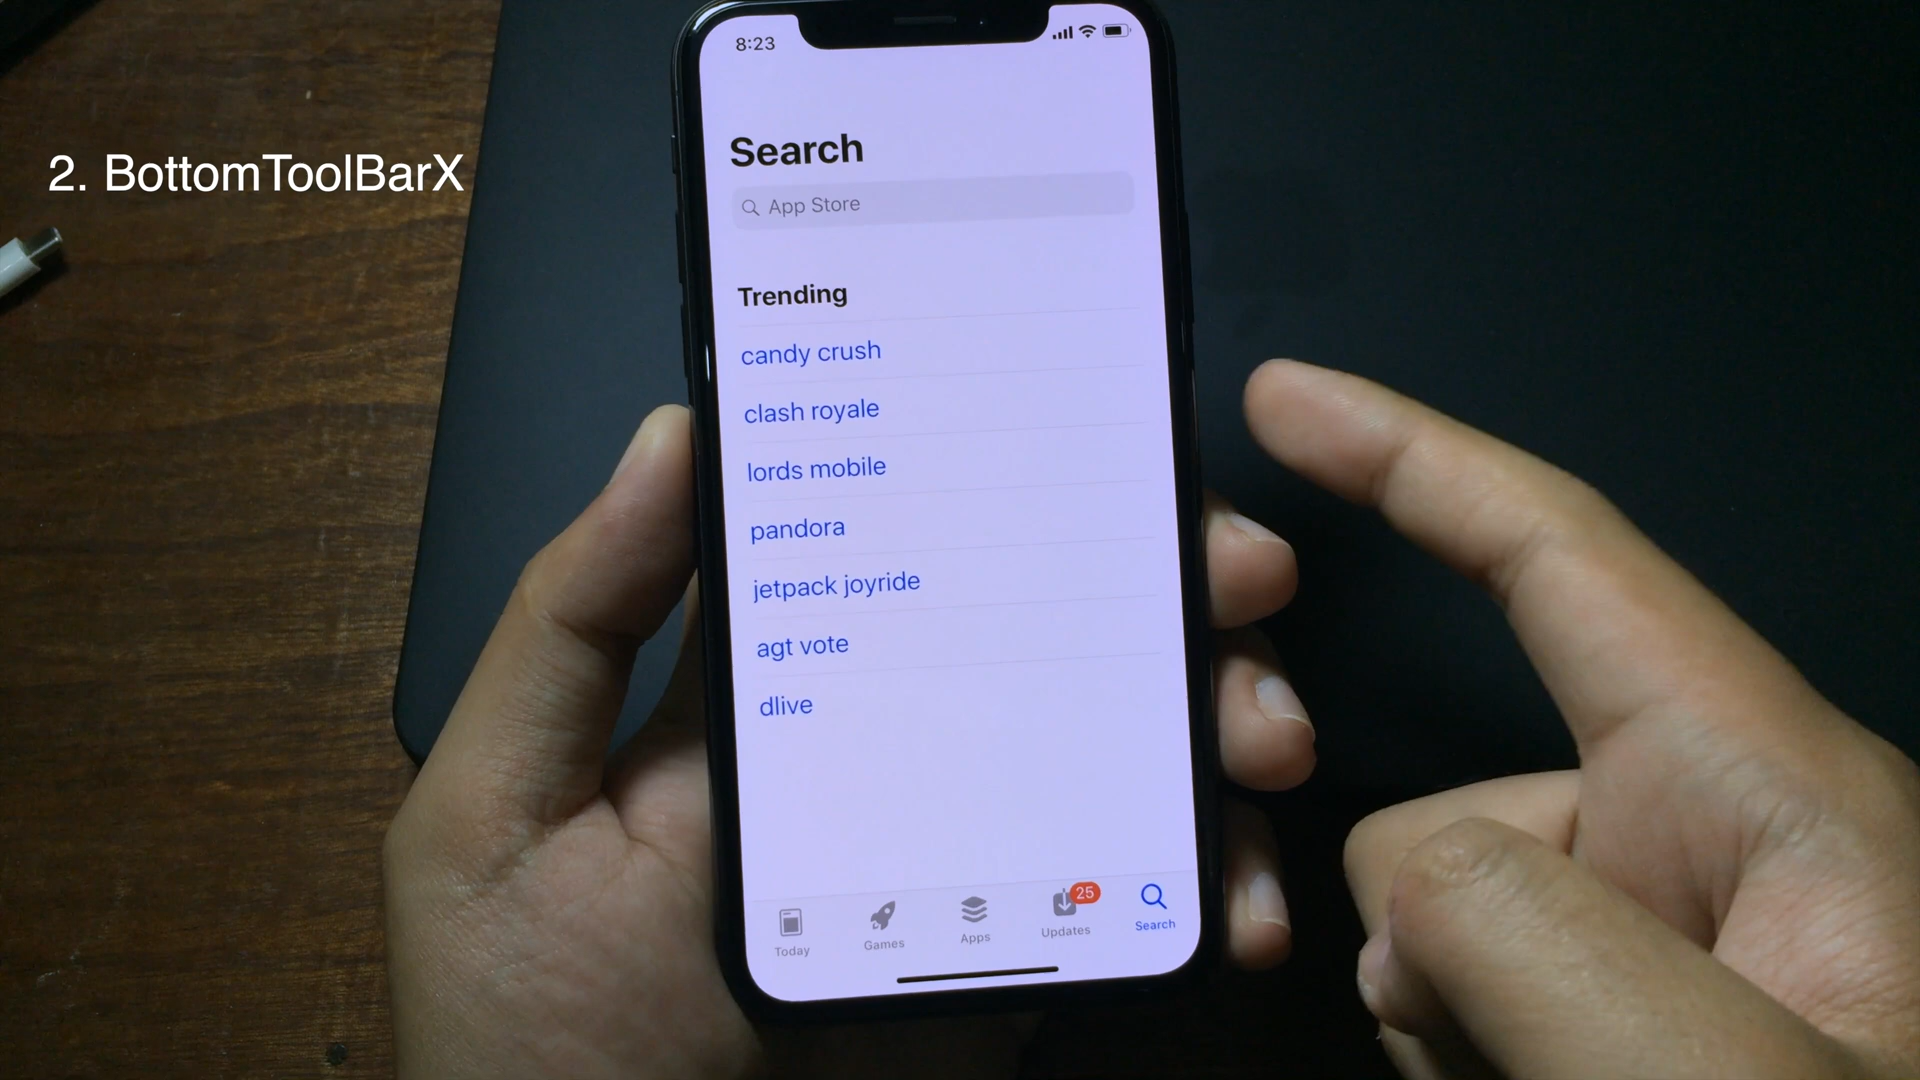 8:23
2. BottomToolBarX
Search
App Store
Trending
candy crush
clash royale
lords mobile
pandora
jetpack joyride
agt vote
dlive
25
Today
Games
Apps
Updates
Search